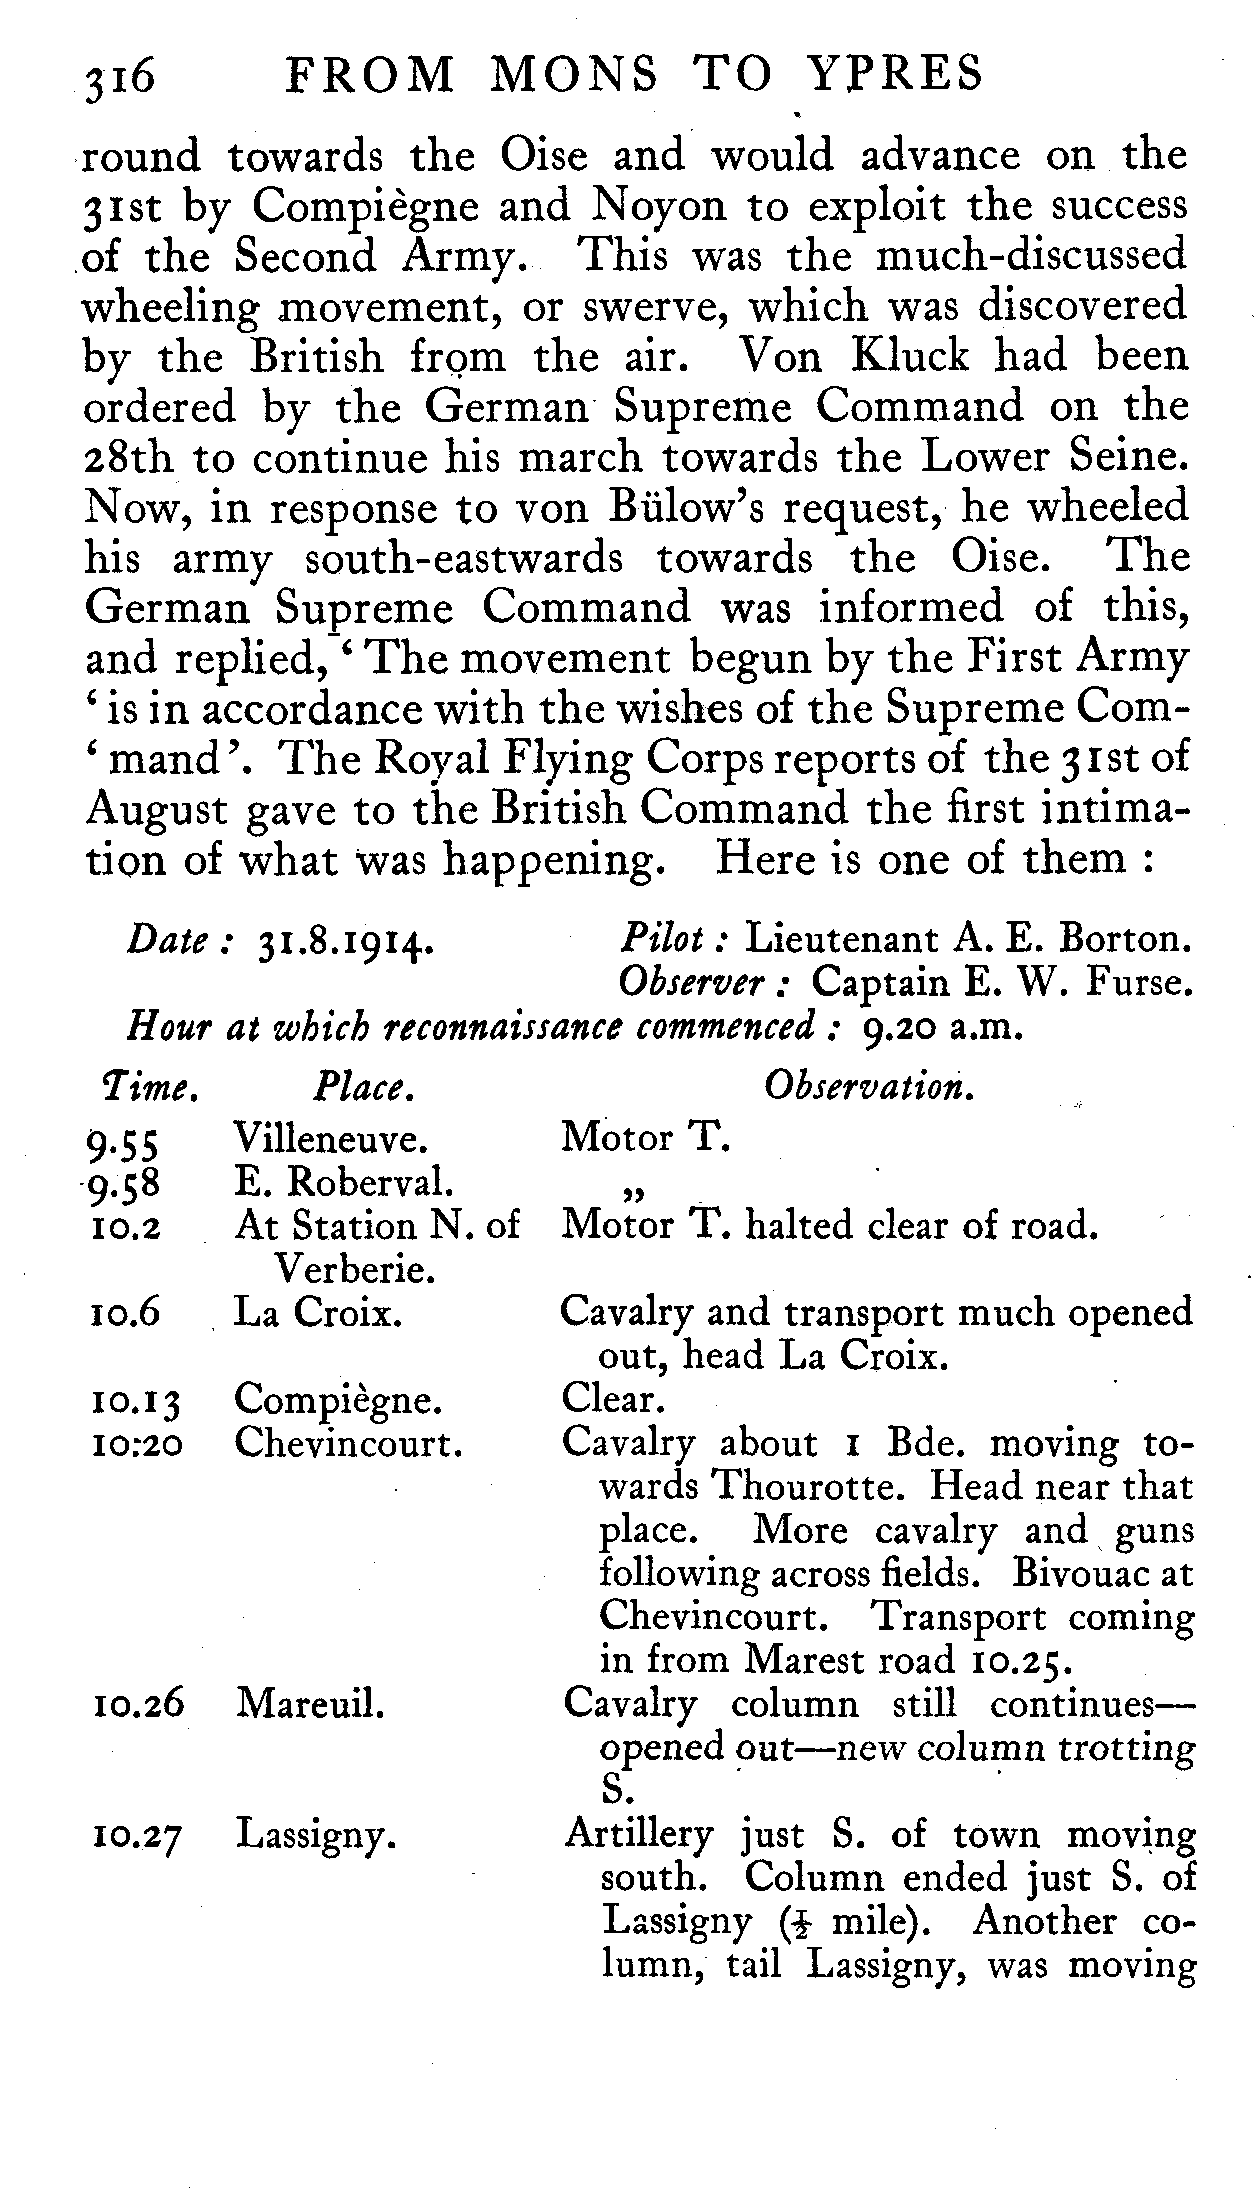 316 FROM MONS TO YPRES
round towards the Oise and would advance on the
31st by Compiègne and Noyon to exploit the success
of the Second Army. This was the much-discussed
wheeling movement, or swerve, which was discovered
by the British from the air. Von Kluck had been
ordered by the German Supreme Command on the
28th to continue his march towards the Lower Seine.
Now, in response to von Bülow's request, he wheeled
his army south-eastwards towards the Oise. The
German Supreme Command was informed of this,
and replied, ‘ The movement begun by the First Army
‘ is in accordance with the wishes of the Supreme Com-
‘ mand ’. The Royal Flying Corps reports of the 31st of
August gave to the British Command the first intima-
tion of what was happening. Here is one of them :
Date : 31.8.1914. Pilot : Lieutenant A. E. Borton.
Observer : Captain E. W. Furse.
Hour at which reconnaissance commenced : 9.20 a.m.
Time. Place. Observation.
9.55 Villeneuve. Motor T.
9.58 E. Roberval. „
10.2 At Station N. of Motor T. halted clear of road.
Verberie.
10.6 La Croix. Cavalry and transport much opened
out, head La Croix.
10.13 Compiègne. Clear.
10:20 Chevincourt. Cavalry about 1 Bde. moving to-
wards Thourotte. Head near that
place. More cavalry and guns
following across fields. Bivouac at
Chevincourt. Transport coming
in from Marest road 10.25.
10.26 Mareuil. Cavalry column still continues—
opened out—new column trotting
S.
10.27 Lassigny. Artillery just S. of town moving
south. Column ended just S. of
Lassigny (½ mile). Another co-
lumn, tail Lassigny, was moving